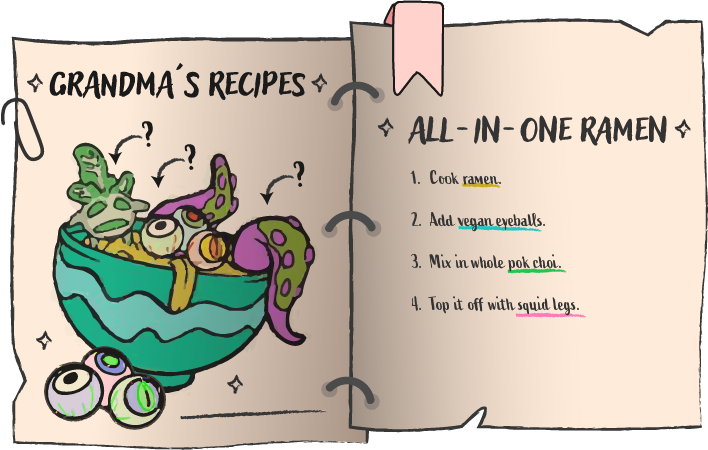 GRANDMA´S RECIPES
?
?
?
ALL-IN-ONE RAMEN
1. Cook ramen.
2. Add vegan eyeballs.
3. Mix in whole pok choi.
4. Top it off with squid legs.